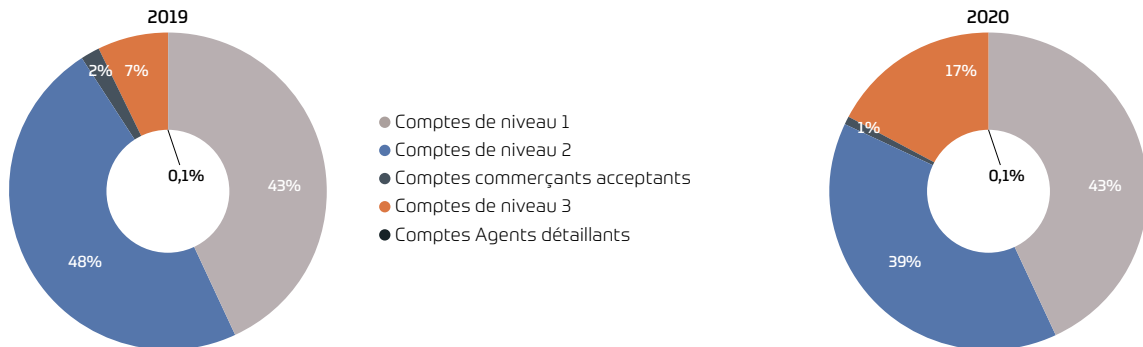 2019
2%
7%
0,1%
43%
48%
Comptes de niveau 1
Comptes de niveau 2
Comptes commerçants acceptants
Comptes de niveau 3
Comptes Agents détaillants
2020
17%
1%
0,1%
43%
39%